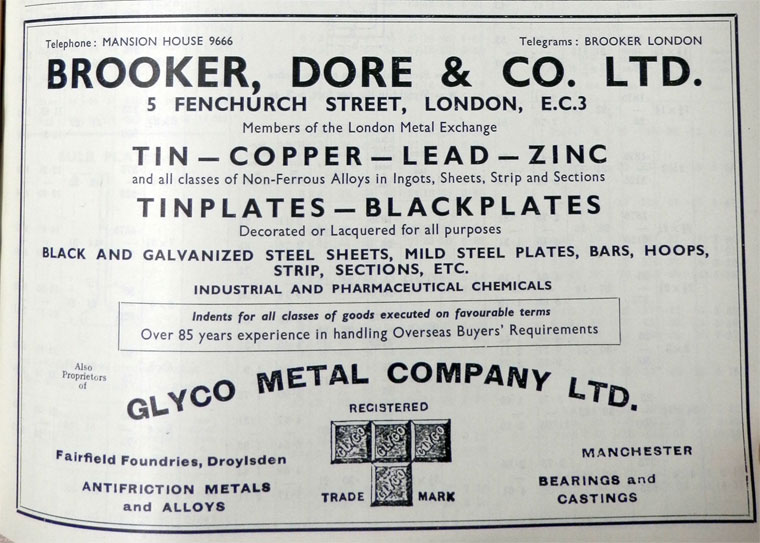 Telephone: MANSION HOUSE 9666 Telegrams: BROOKER LONDON
BROOKER, DORE & CO. LTD.
5 FENCHURCH STREET, LONDON, E.C.3
Members of the London Metal Exchange
TIN — COPPER — LEAD — ZINC
and all classes of Non-Ferrous Alloys in Ingots, Sheets, Strip and Sections
TINPLATES — BLACKPLATES
Decorated or Lacquered for all purposes
BLACK AND GALVANIZED STEEL SHEETS, MILD STEEL PLATES, BARS, HOOPS,
STRIP, SECTIONS, ETC.
INDUSTRIAL AND PHARMACEUTICAL CHEMICALS
Indents for all classes of goods executed on favourable terms
Over 85 years experience in handling Overseas Buyers' Requirements
Also
Proprietors
of
GLYCO METAL COMPANY LTD.
REGISTERED
GLYCO GLYCO GLYCO
GLYCO
TRADE MARK
Fairfield Foundries, Droylsden
ANTIFRICTION METALS
and ALLOYS
MANCHESTER
BEARINGS and
CASTINGS